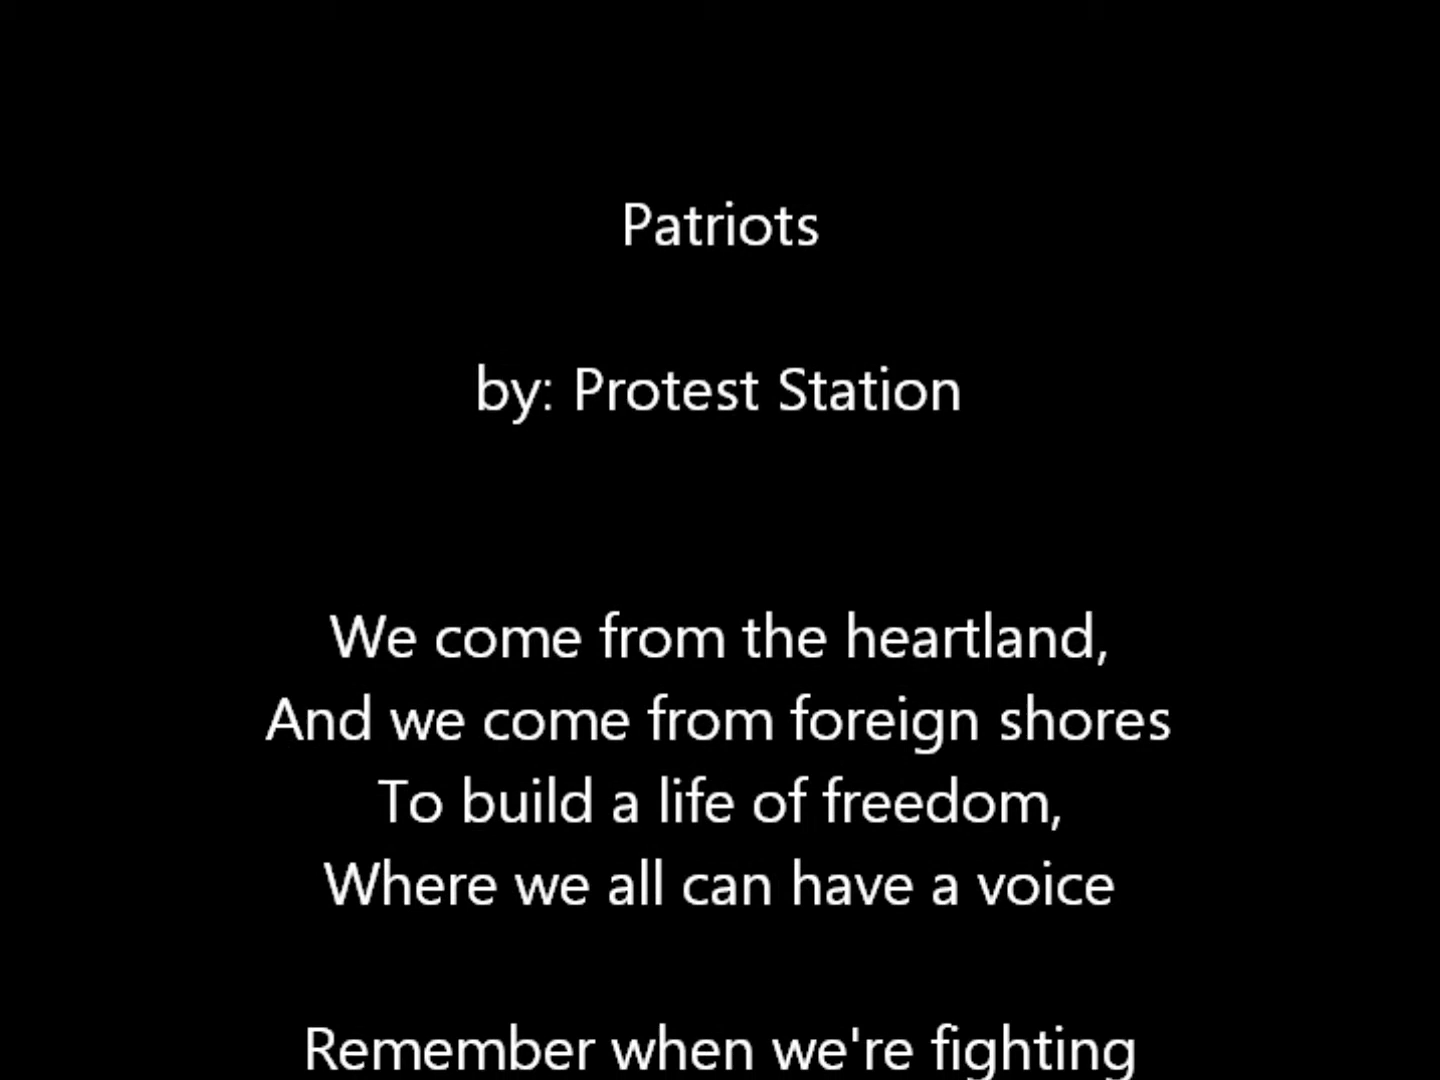 Patriots
by: Protest Station
We come from the heartland,
And we come from foreign shores
To build a life of freedom,
Where we all can have a voice
Remember when we're fighting